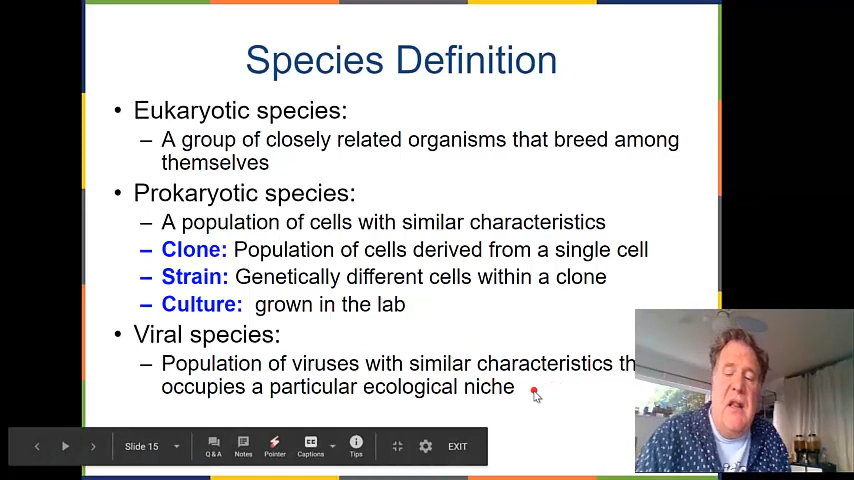 Species Definition
• Eukaryotic species:
– A group of closely related organisms that breed among
themselves
• Prokaryotic species:
– A population of cells with similar characteristics
– Clone: Population of cells derived from a single cell
– Strain: Genetically different cells within a clone
– Culture: grown in the lab
• Viral species:
– Population of viruses with similar characteristics th
occupies a particular ecological niche
Slide 15
Q & A
Notes
Pointer
CC
Captions
Tips
EXIT